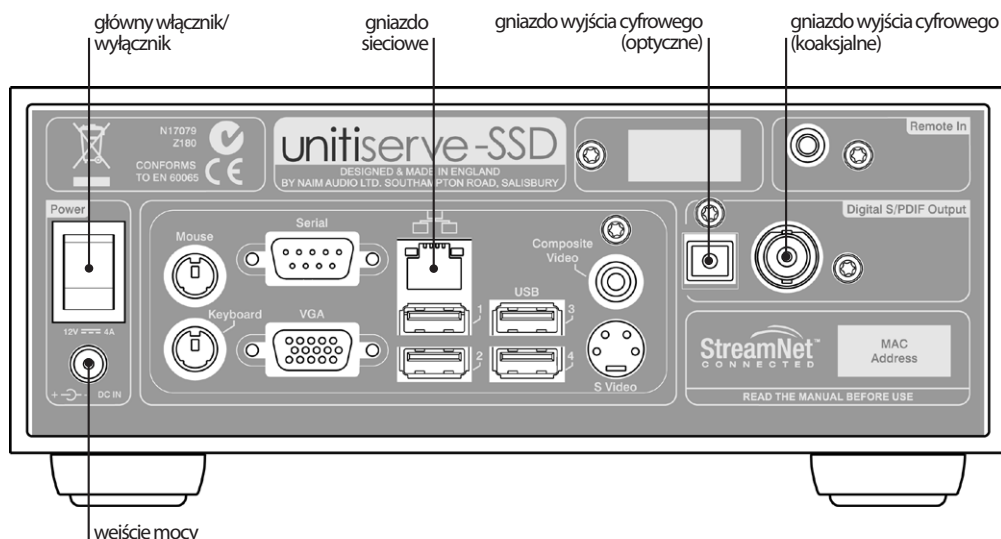 główny włącznik/
wyłącznik
gniazdo
sieciowe
gniazdo wyjścia cyfrowego
(optyczne)
gniazdo wyjścia cyfrowego
(koaksjalne)
N17079
Z180
CONFORMS
TO EN 60065
unitiserve-SSD
DESIGNED & MADE IN ENGLAND
BY NAIM AUDIO LTD. SOUTHAMPTON ROAD, SALISBURY
Remote In
Power
12V 4A
+ - DC IN
Mouse
Serial
Keyboard
VGA
Composite
Video
USB
1
3
2
4
S Video
Digital S/PDIF Output
StreamNet™
CONNECTED
MAC
Address
READ THE MANUAL BEFORE USE
wejście mocy